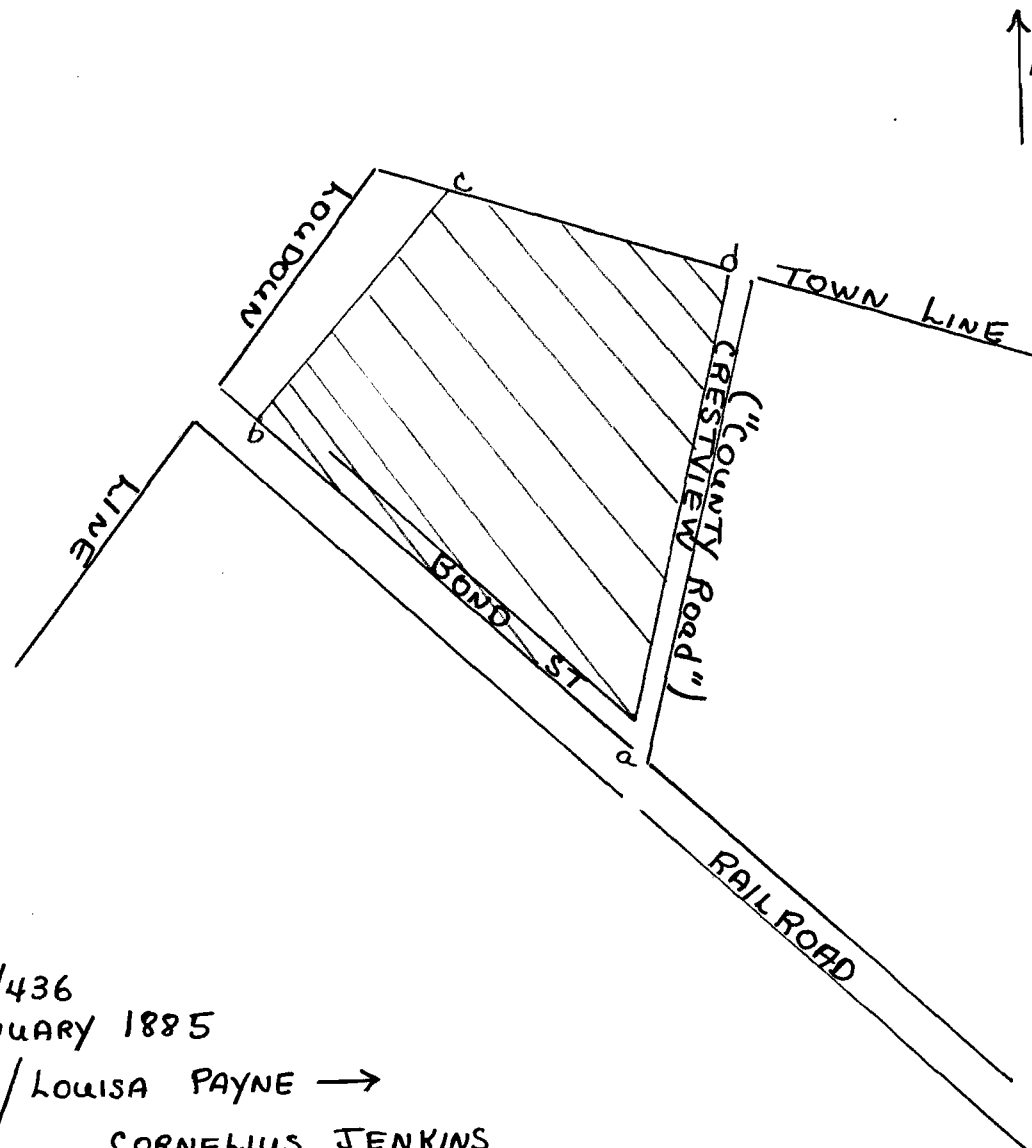 c
LOUDOUN
d
TOWN LINE
b
LINE
CRESTVIEW
("County Road")
BOND ST
a
RAILROAD
/436
UARY 1885
/ LOUISA PAYNE →
CORNELIUS JENKINS